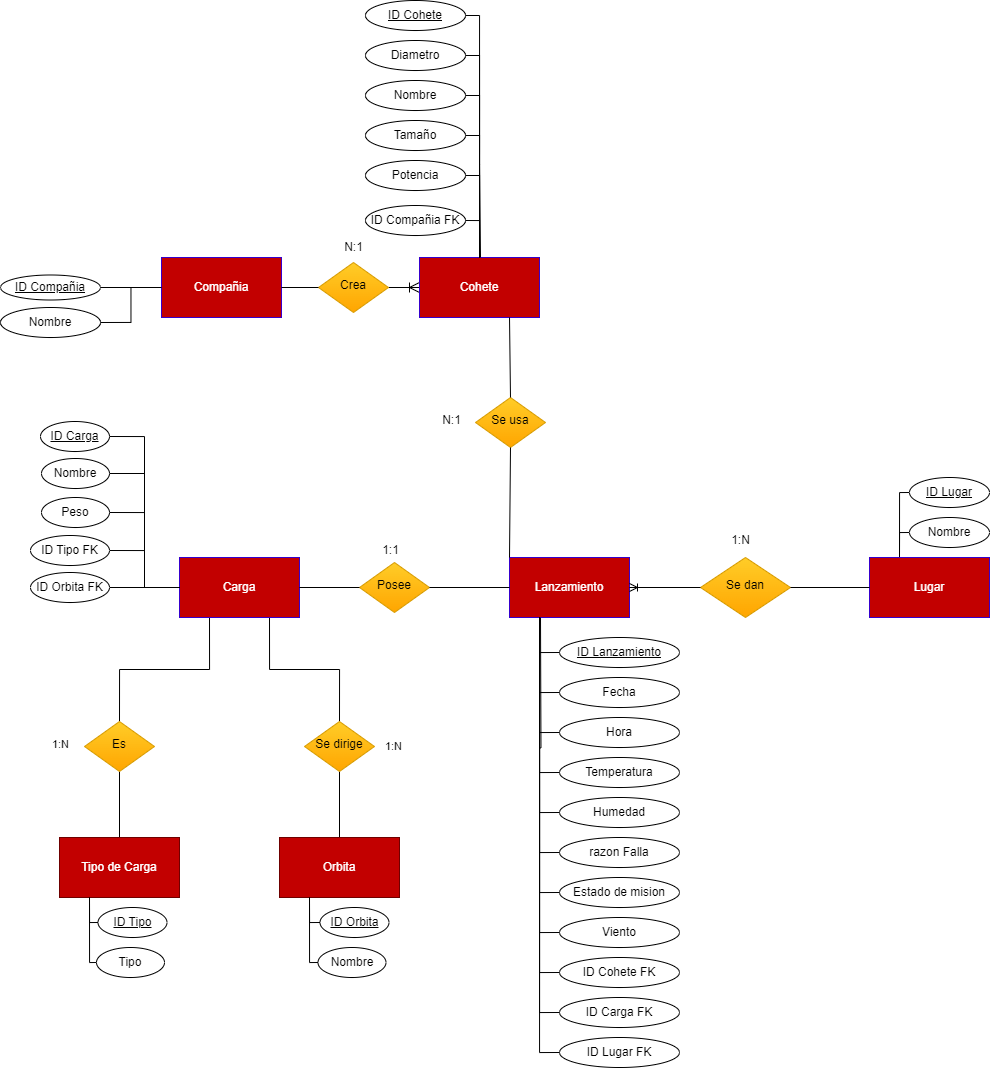 ID Cohete
Diametro
Nombre
Tamaño
Potencia
ID Compañia FK
N:1
Compañia
Crea
Cohete
ID Compañia
Nombre
N:1
Se usa
ID Carga
Nombre
Peso
ID Tipo FK
ID Orbita FK
ID Lugar
Nombre
1:1
1:N
Carga
Posee
Lanzamiento
Se dan
Lugar
ID Lanzamiento
Fecha
Hora
Temperatura
Humedad
razon Falla
Estado de mision
Viento
ID Cohete FK
ID Carga FK
ID Lugar FK
1:N
Es
Se dirige
1:N
Tipo de Carga
Orbita
ID Tipo
Tipo
ID Orbita
Nombre